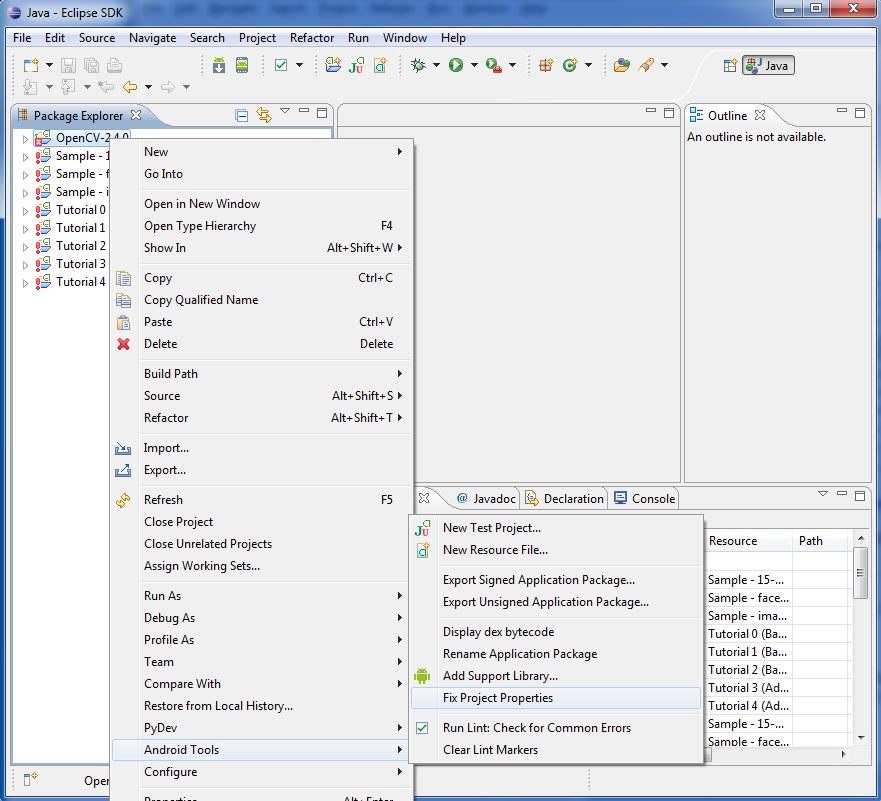 Java - Eclipse SDK
File Edit Source Navigate Search Project Refactor Run Window Help
Java
Package Explorer
OpenCV-2.4.0
Sample - 1
Sample - f
Sample - i
Tutorial 0
Tutorial 1
Tutorial 2
Tutorial 3
Tutorial 4
New
Go Into
Open in New Window
Open Type Hierarchy F4
Show In Alt+Shift+W
Copy Ctrl+C
Copy Qualified Name
Paste Ctrl+V
Delete Delete
Build Path
Source Alt+Shift+S
Refactor Alt+Shift+T
Import...
Export...
Refresh F5
Close Project
Close Unrelated Projects
Assign Working Sets...
Run As
Debug As
Profile As
Team
Compare With
Restore from Local History...
PyDev
Android Tools
Configure
Properties Alt+Enter
New Test Project...
New Resource File...
Export Signed Application Package...
Export Unsigned Application Package...
Display dex bytecode
Rename Application Package
Add Support Library...
Fix Project Properties
Run Lint: Check for Common Errors
Clear Lint Markers
Outline
An outline is not available.
@ Javadoc Declaration Console
Resource Path
Sample - 15-...
Sample - face...
Sample - ima...
Tutorial 0 (Ba...
Tutorial 1 (Ba...
Tutorial 2 (Ba...
Tutorial 3 (Ad...
Tutorial 4 (Ad...
Sample - 15-...
Sample - face...
Oper